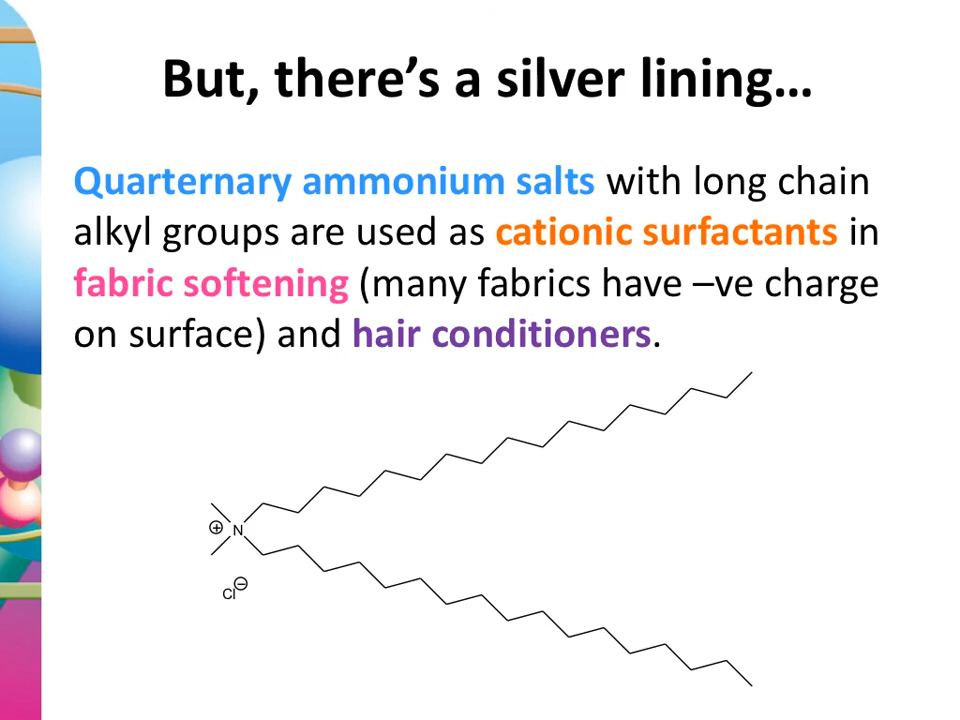 But, there’s a silver lining…
Quarternary ammonium salts with long chain
alkyl groups are used as cationic surfactants in
fabric softening (many fabrics have –ve charge
on surface) and hair conditioners.
⊕ N
Cl⊖